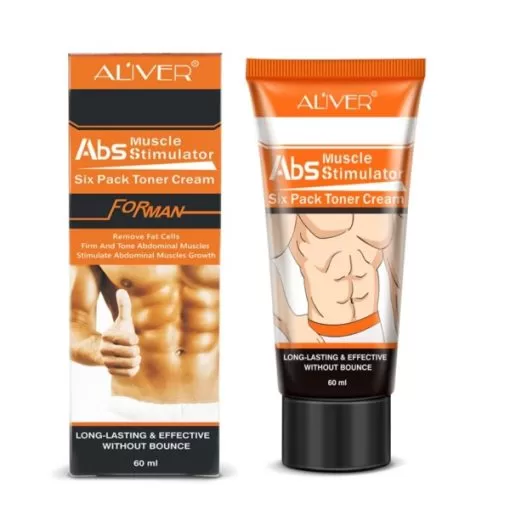 ALIVER®
Abs Muscle Stimulator
Six Pack Toner Cream
FOR MAN
Remove Fat Cells
Firm And Tone Abdominal Muscles
Stimulate Abdominal Muscles Growth
LONG-LASTING & EFFECTIVE
WITHOUT BOUNCE
60 ml
ALIVER®
Abs Muscle Stimulator
Six Pack Toner Cream
LONG-LASTING & EFFECTIVE
WITHOUT BOUNCE
60 ml